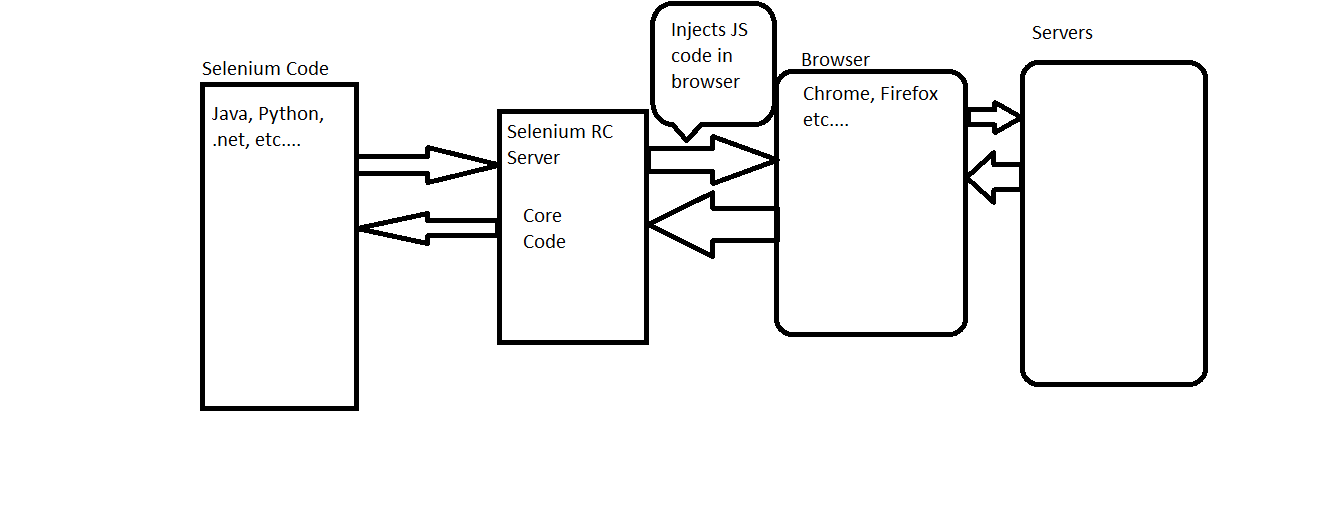 Selenium Code
Java, Python,
.net, etc....
Selenium RC
Server
Core
Code
Injects JS
code in
browser
Browser
Chrome, Firefox
etc....
Servers